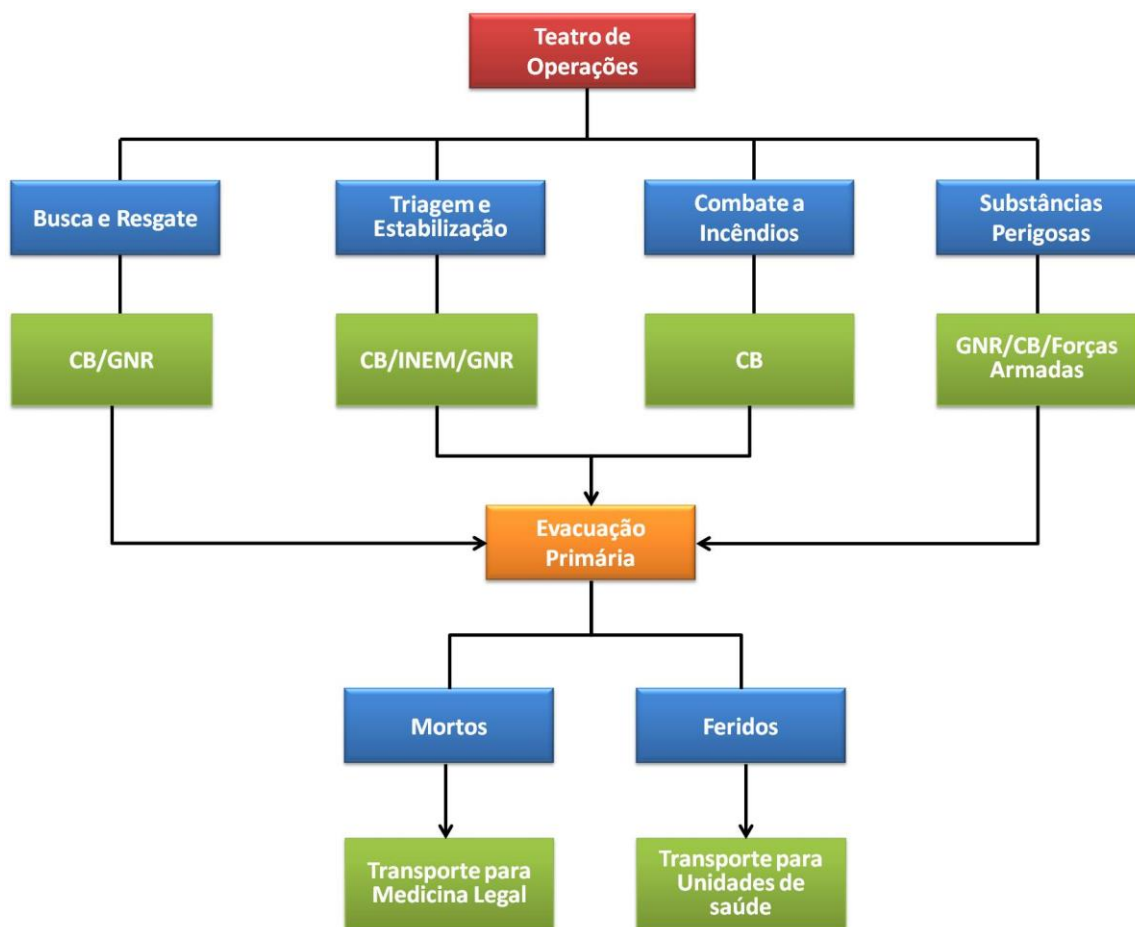 Teatro de
Operações
Busca e Resgate
Triagem e
Estabilização
Combate a
Incêndios
Substâncias
Perigosas
CB/GNR
CB/INEM/GNR
CB
GNR/CB/Forças
Armadas
Evacuação
Primária
Mortos
Feridos
Transporte para
Medicina Legal
Transporte para
Unidades de
saúde